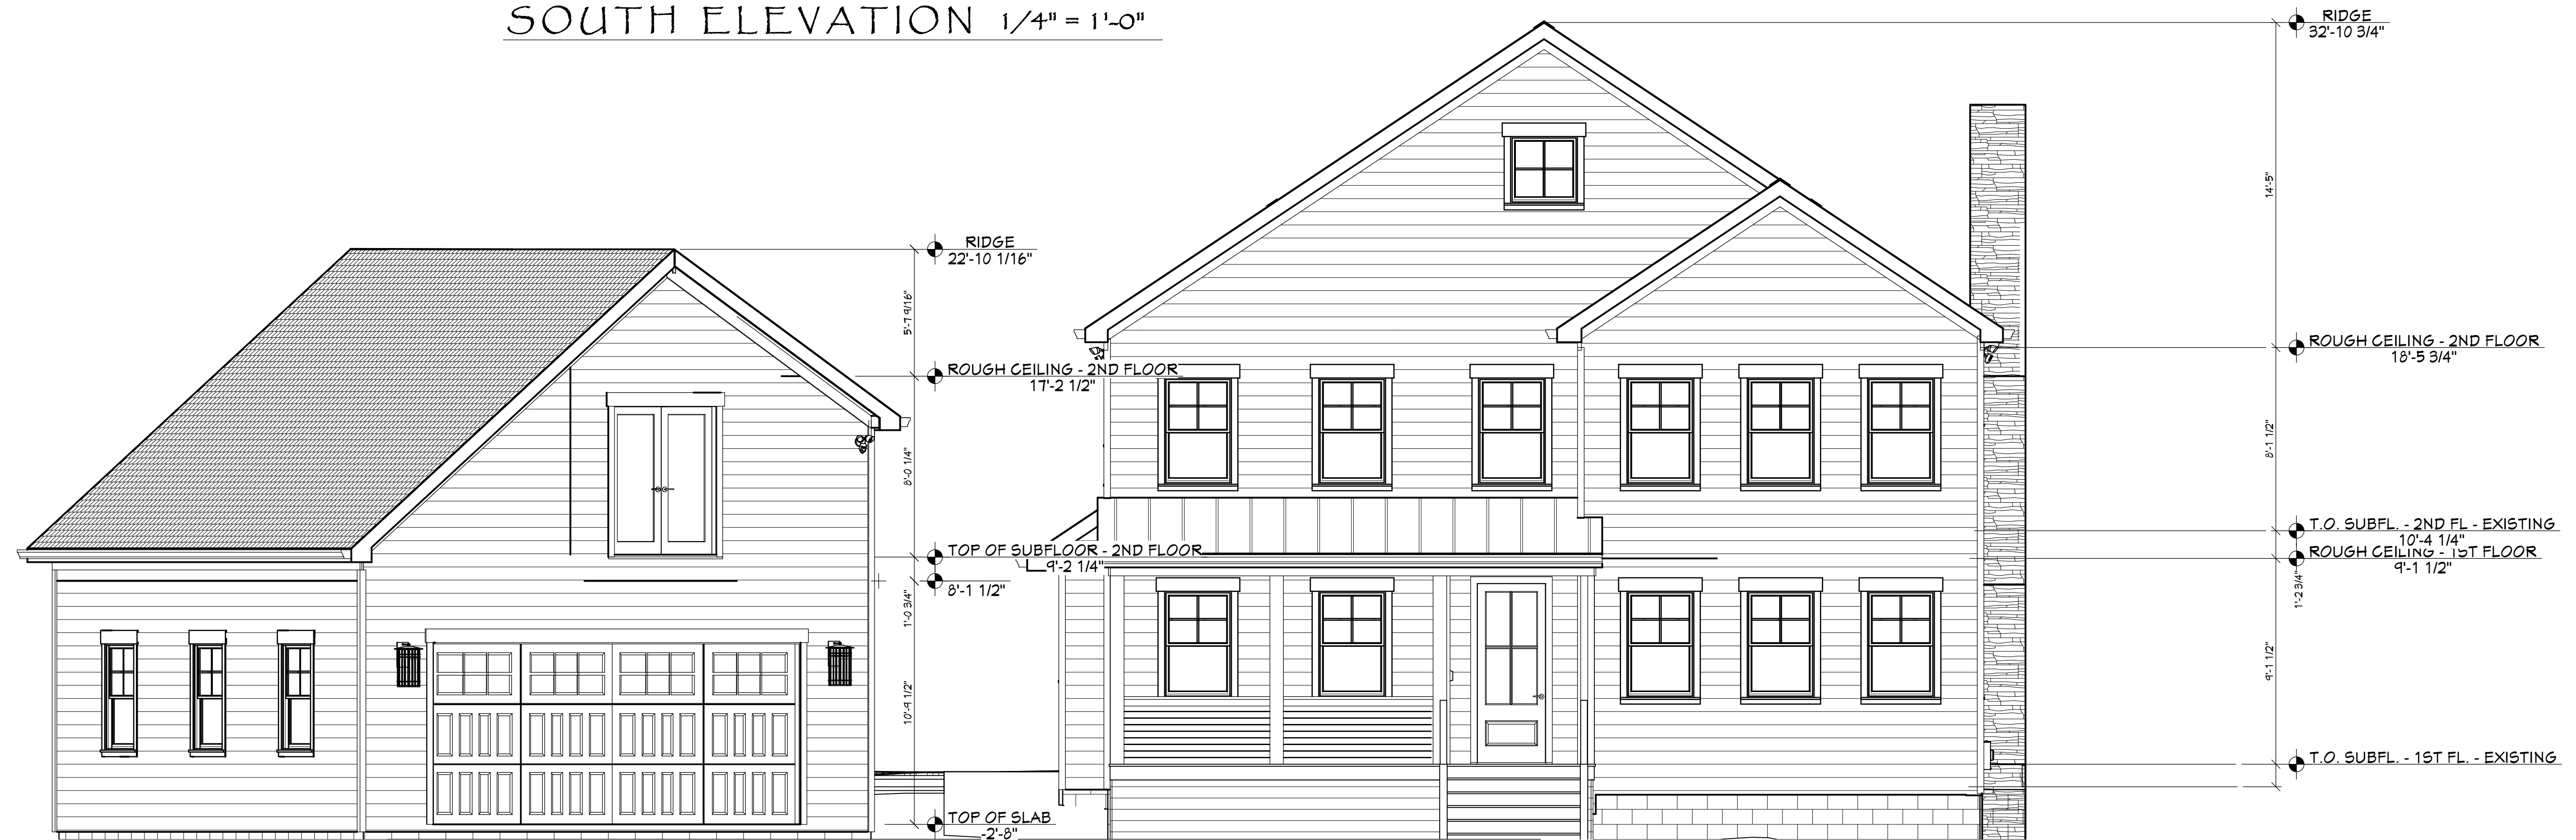 SOUTH ELEVATION 1/4" = 1'-0"
RIDGE
32'-10 3/4"
14'-5"
RIDGE
22'-10 1/16"
5'-7 9/16"
ROUGH CEILING - 2ND FLOOR
18'-5 3/4"
ROUGH CEILING - 2ND FLOOR
17'-2 1/2"
8'-0 1/4"
8'-1 1/2"
T.O. SUBFL. - 2ND FL - EXISTING
10'-4 1/4"
ROUGH CEILING - 1ST FLOOR
9'-1 1/2"
TOP OF SUBFLOOR - 2ND FLOOR
9'-2 1/4"
8'-1 1/2"
1'-0 3/4"
1'-2 3/4"
9'-1 1/2"
10'-9 1/2"
T.O. SUBFL. - 1ST FL. - EXISTING
TOP OF SLAB
-2'-8"